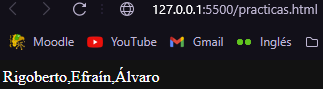 127.0.0.1:5500/practicas.html
Moodle YouTube Gmail Inglés
Rigoberto,Efraín,Álvaro